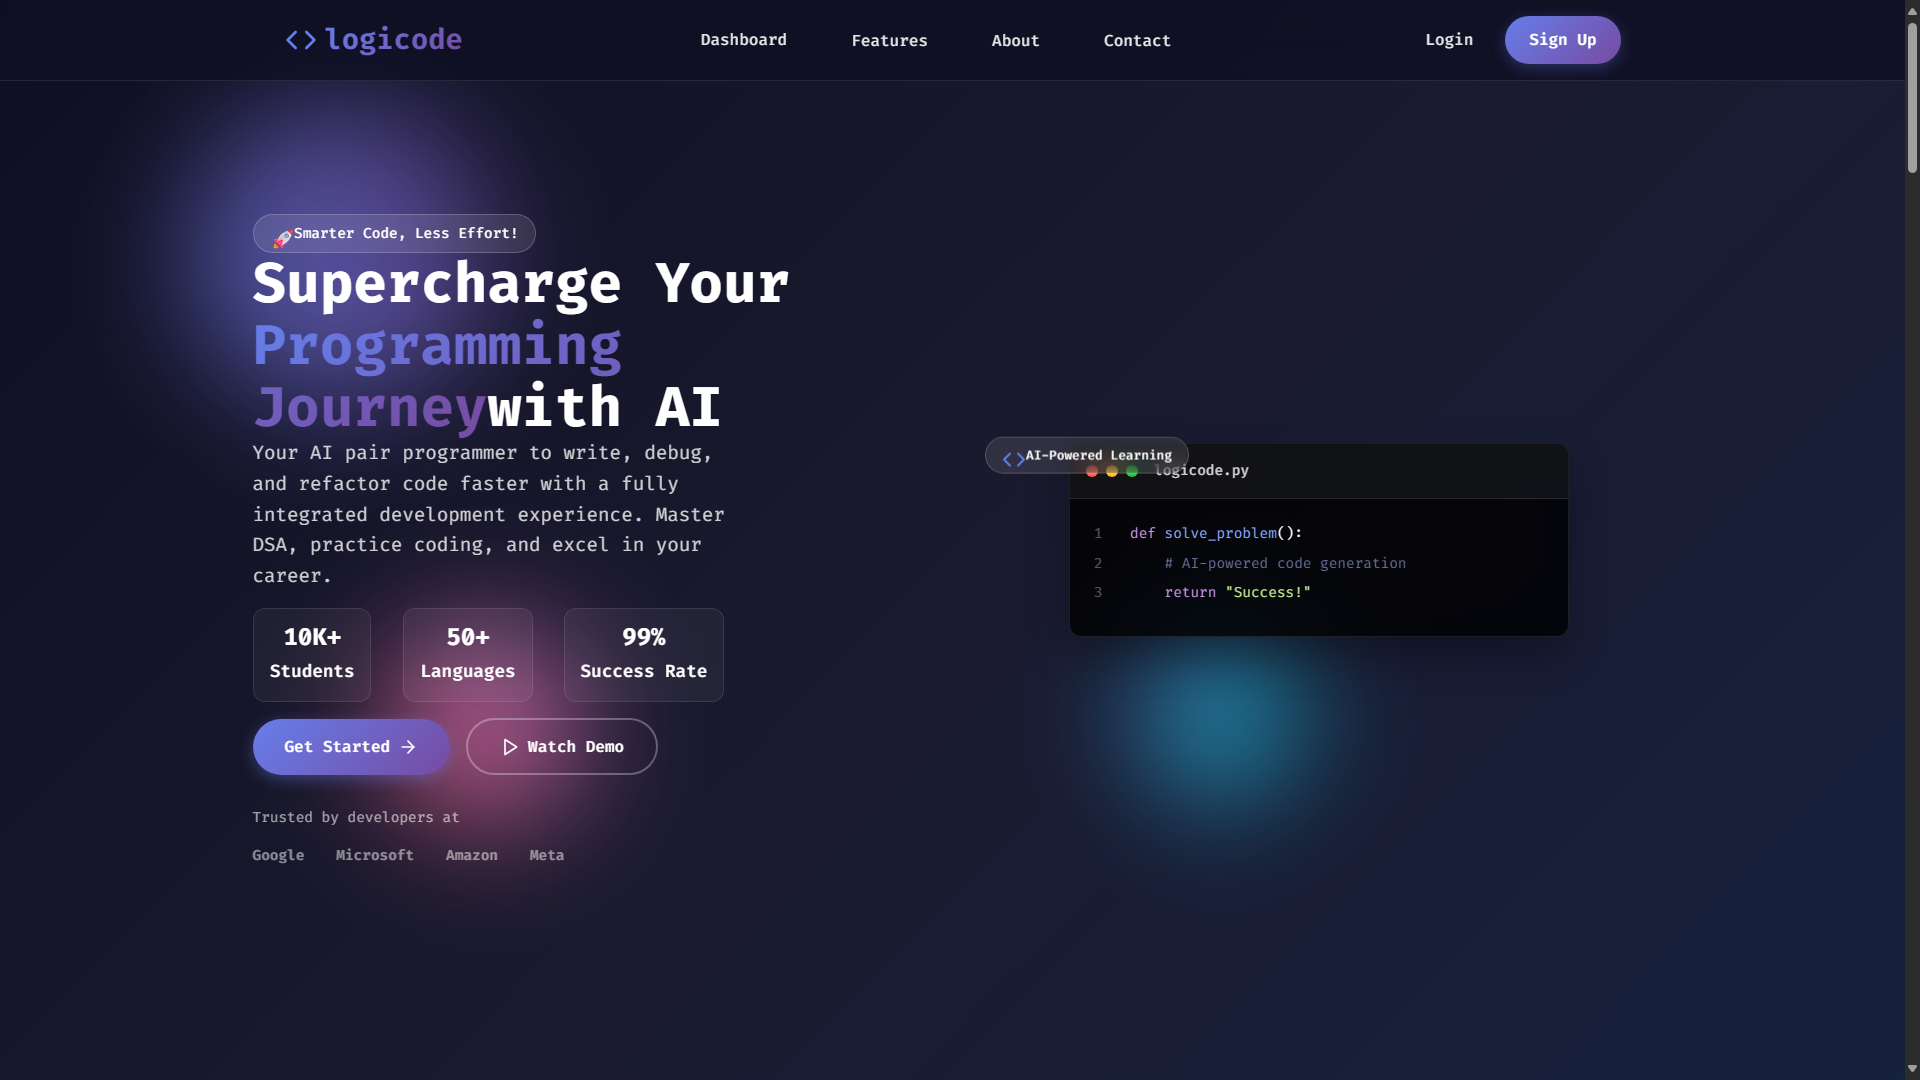 logicode
Dashboard
Features
About
Contact
Login
Sign Up
🚀Smarter Code, Less Effort!
Supercharge Your
Programming
Journeywith AI
Your AI pair programmer to write, debug,
and refactor code faster with a fully
integrated development experience. Master
DSA, practice coding, and excel in your
career.
10K+
Students
50+
Languages
99%
Success Rate
Get Started →
Watch Demo
Trusted by developers at
Google
Microsoft
Amazon
Meta
AI-Powered Learning
logicode.py
1 def solve_problem():
2 # AI-powered code generation
3 return "Success!"